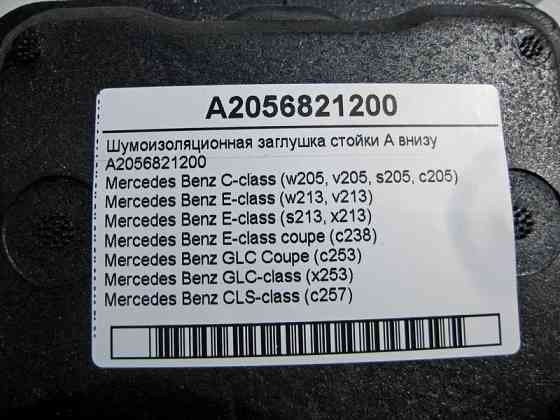 A2056821200
Шумоизоляционная заглушка стойки А внизу
A2056821200
Mercedes Benz C-class (w205, v205, s205, c205)
Mercedes Benz E-class (w213, v213)
Mercedes Benz E-class (s213, x213)
Mercedes Benz E-class coupe (c238)
Mercedes Benz GLC Coupe (c253)
Mercedes Benz GLC-class (x253)
Mercedes Benz CLS-class (c257)